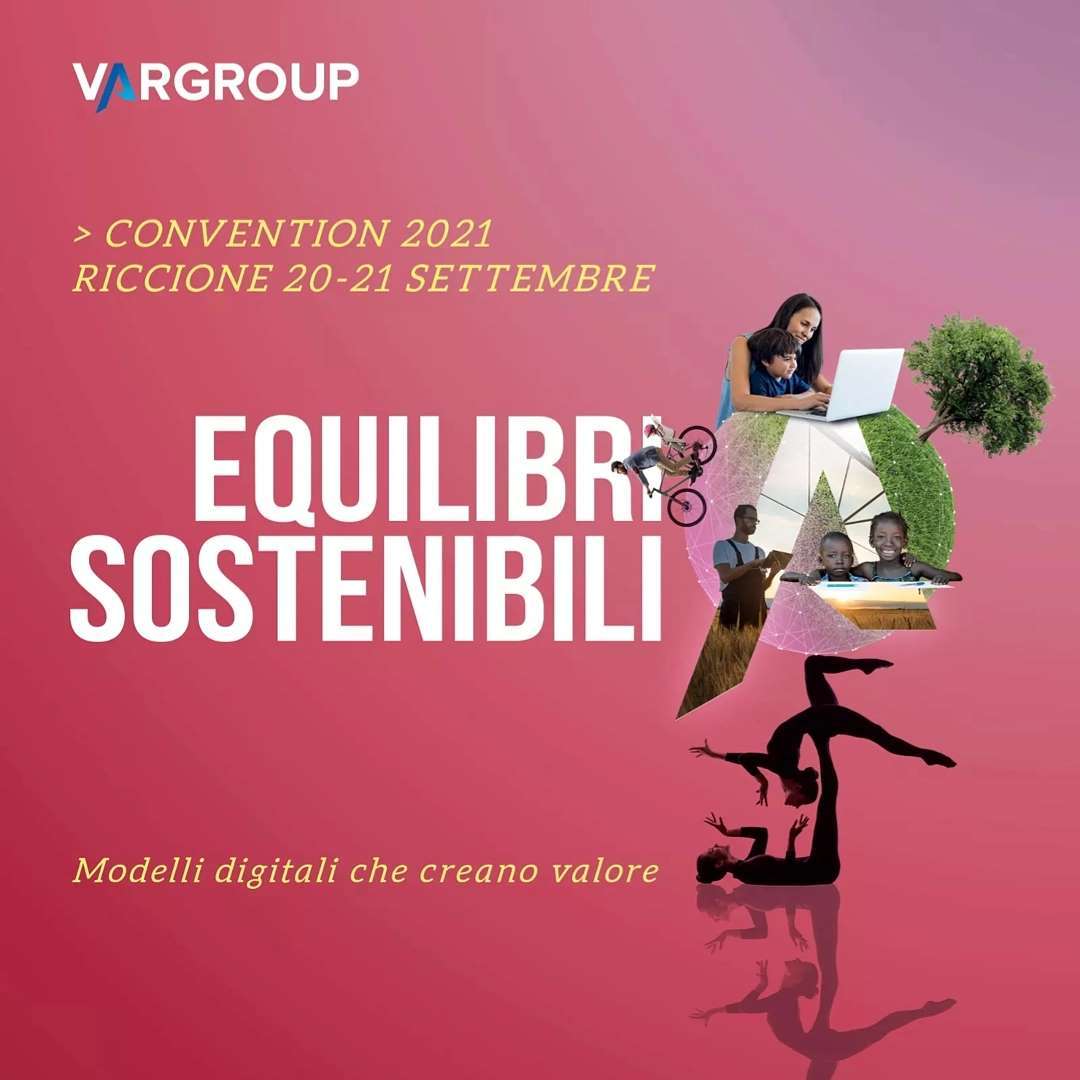 VARGROUP
> CONVENTION 2021
RICCIONE 20-21 SETTEMBRE
EQUILIBRI
SOSTENIBILI
Modelli digitali che creano valore